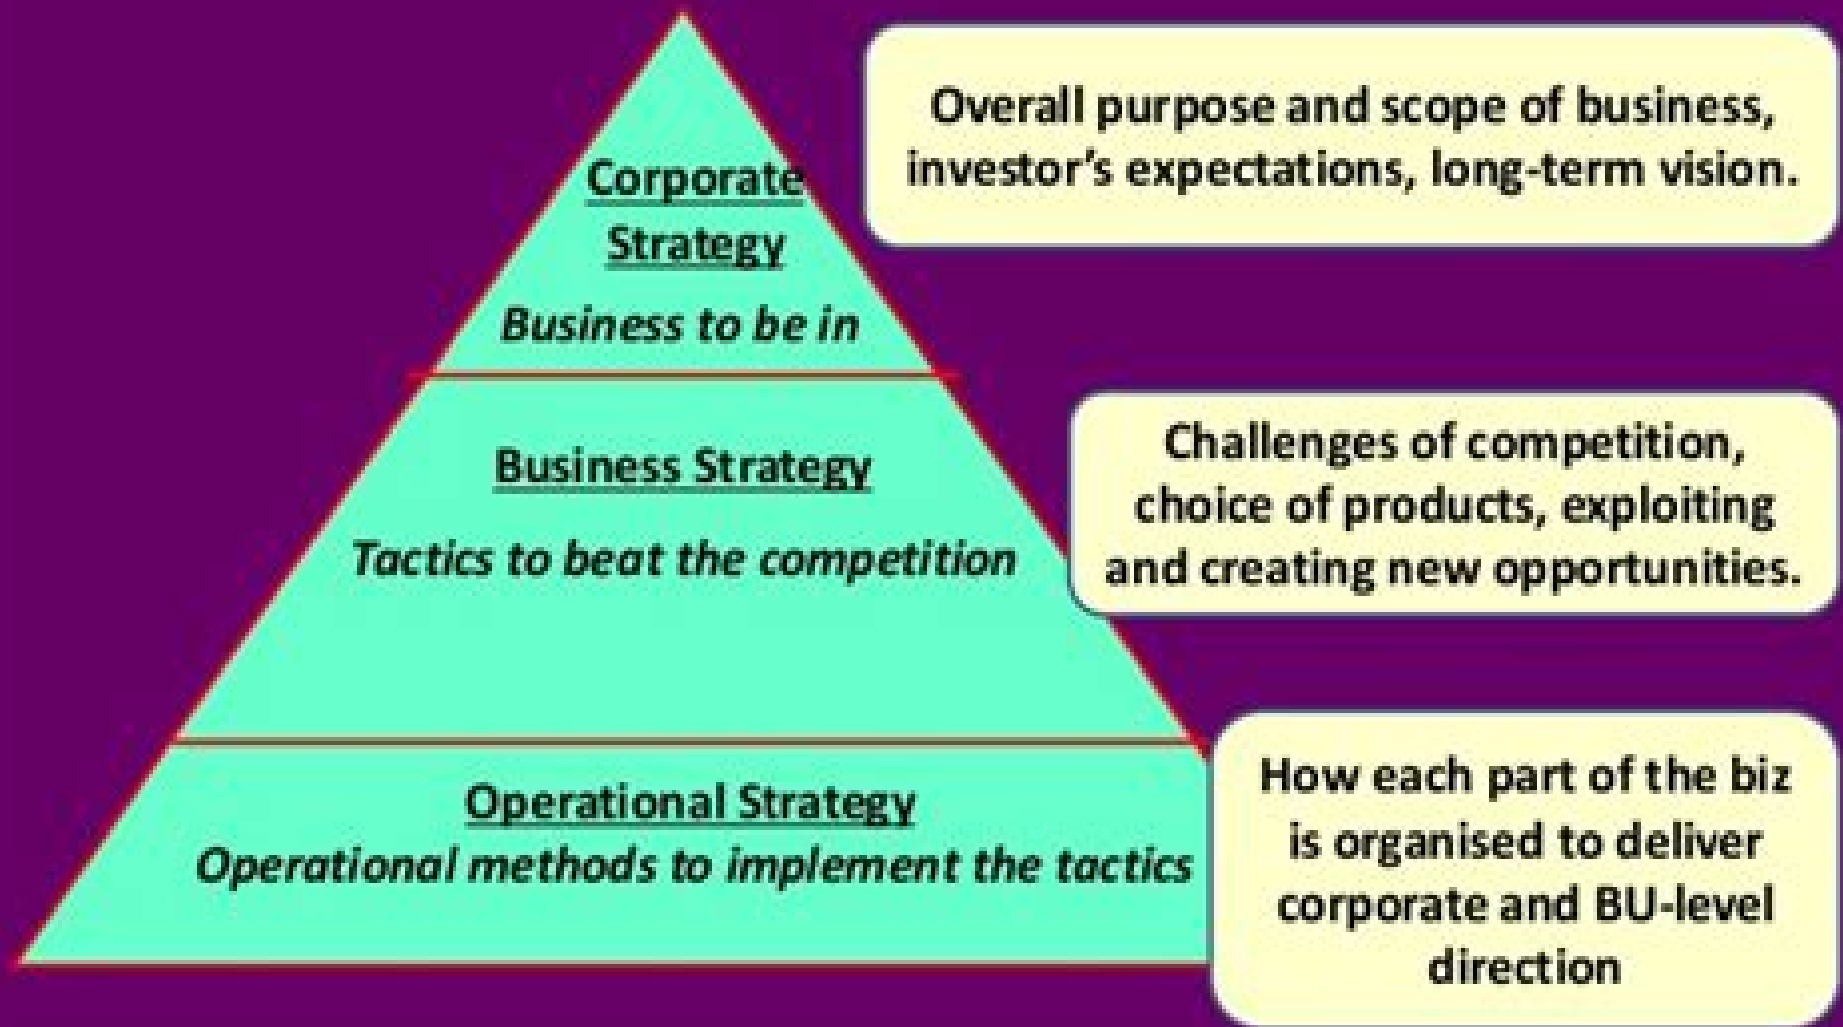 Corporate
Strategy
Business to be in
Overall purpose and scope of business,
investor’s expectations, long-term vision.
Business Strategy
Tactics to beat the competition
Challenges of competition,
choice of products, exploiting
and creating new opportunities.
Operational Strategy
Operational methods to implement the tactics
How each part of the biz
is organised to deliver
corporate and BU-level
direction